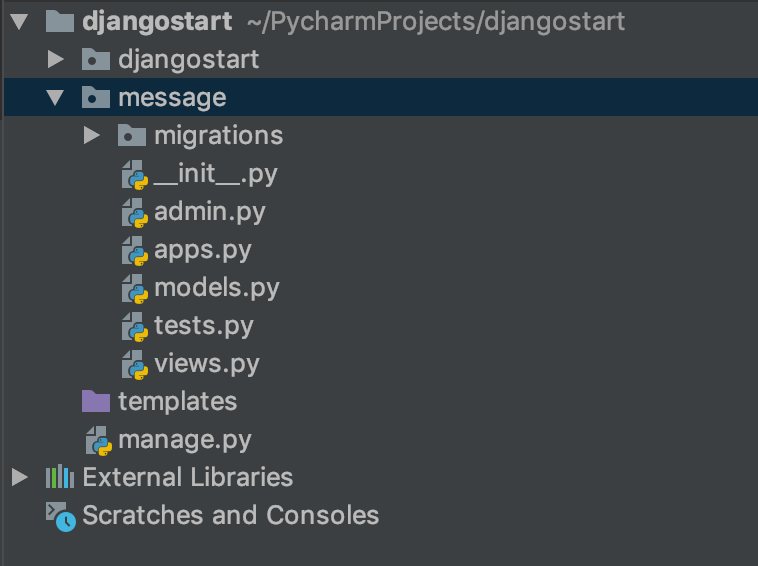 djangostart ~/PycharmProjects/djangostart
djangostart
message
migrations
__init__.py
admin.py
apps.py
models.py
tests.py
views.py
templates
manage.py
External Libraries
Scratches and Consoles